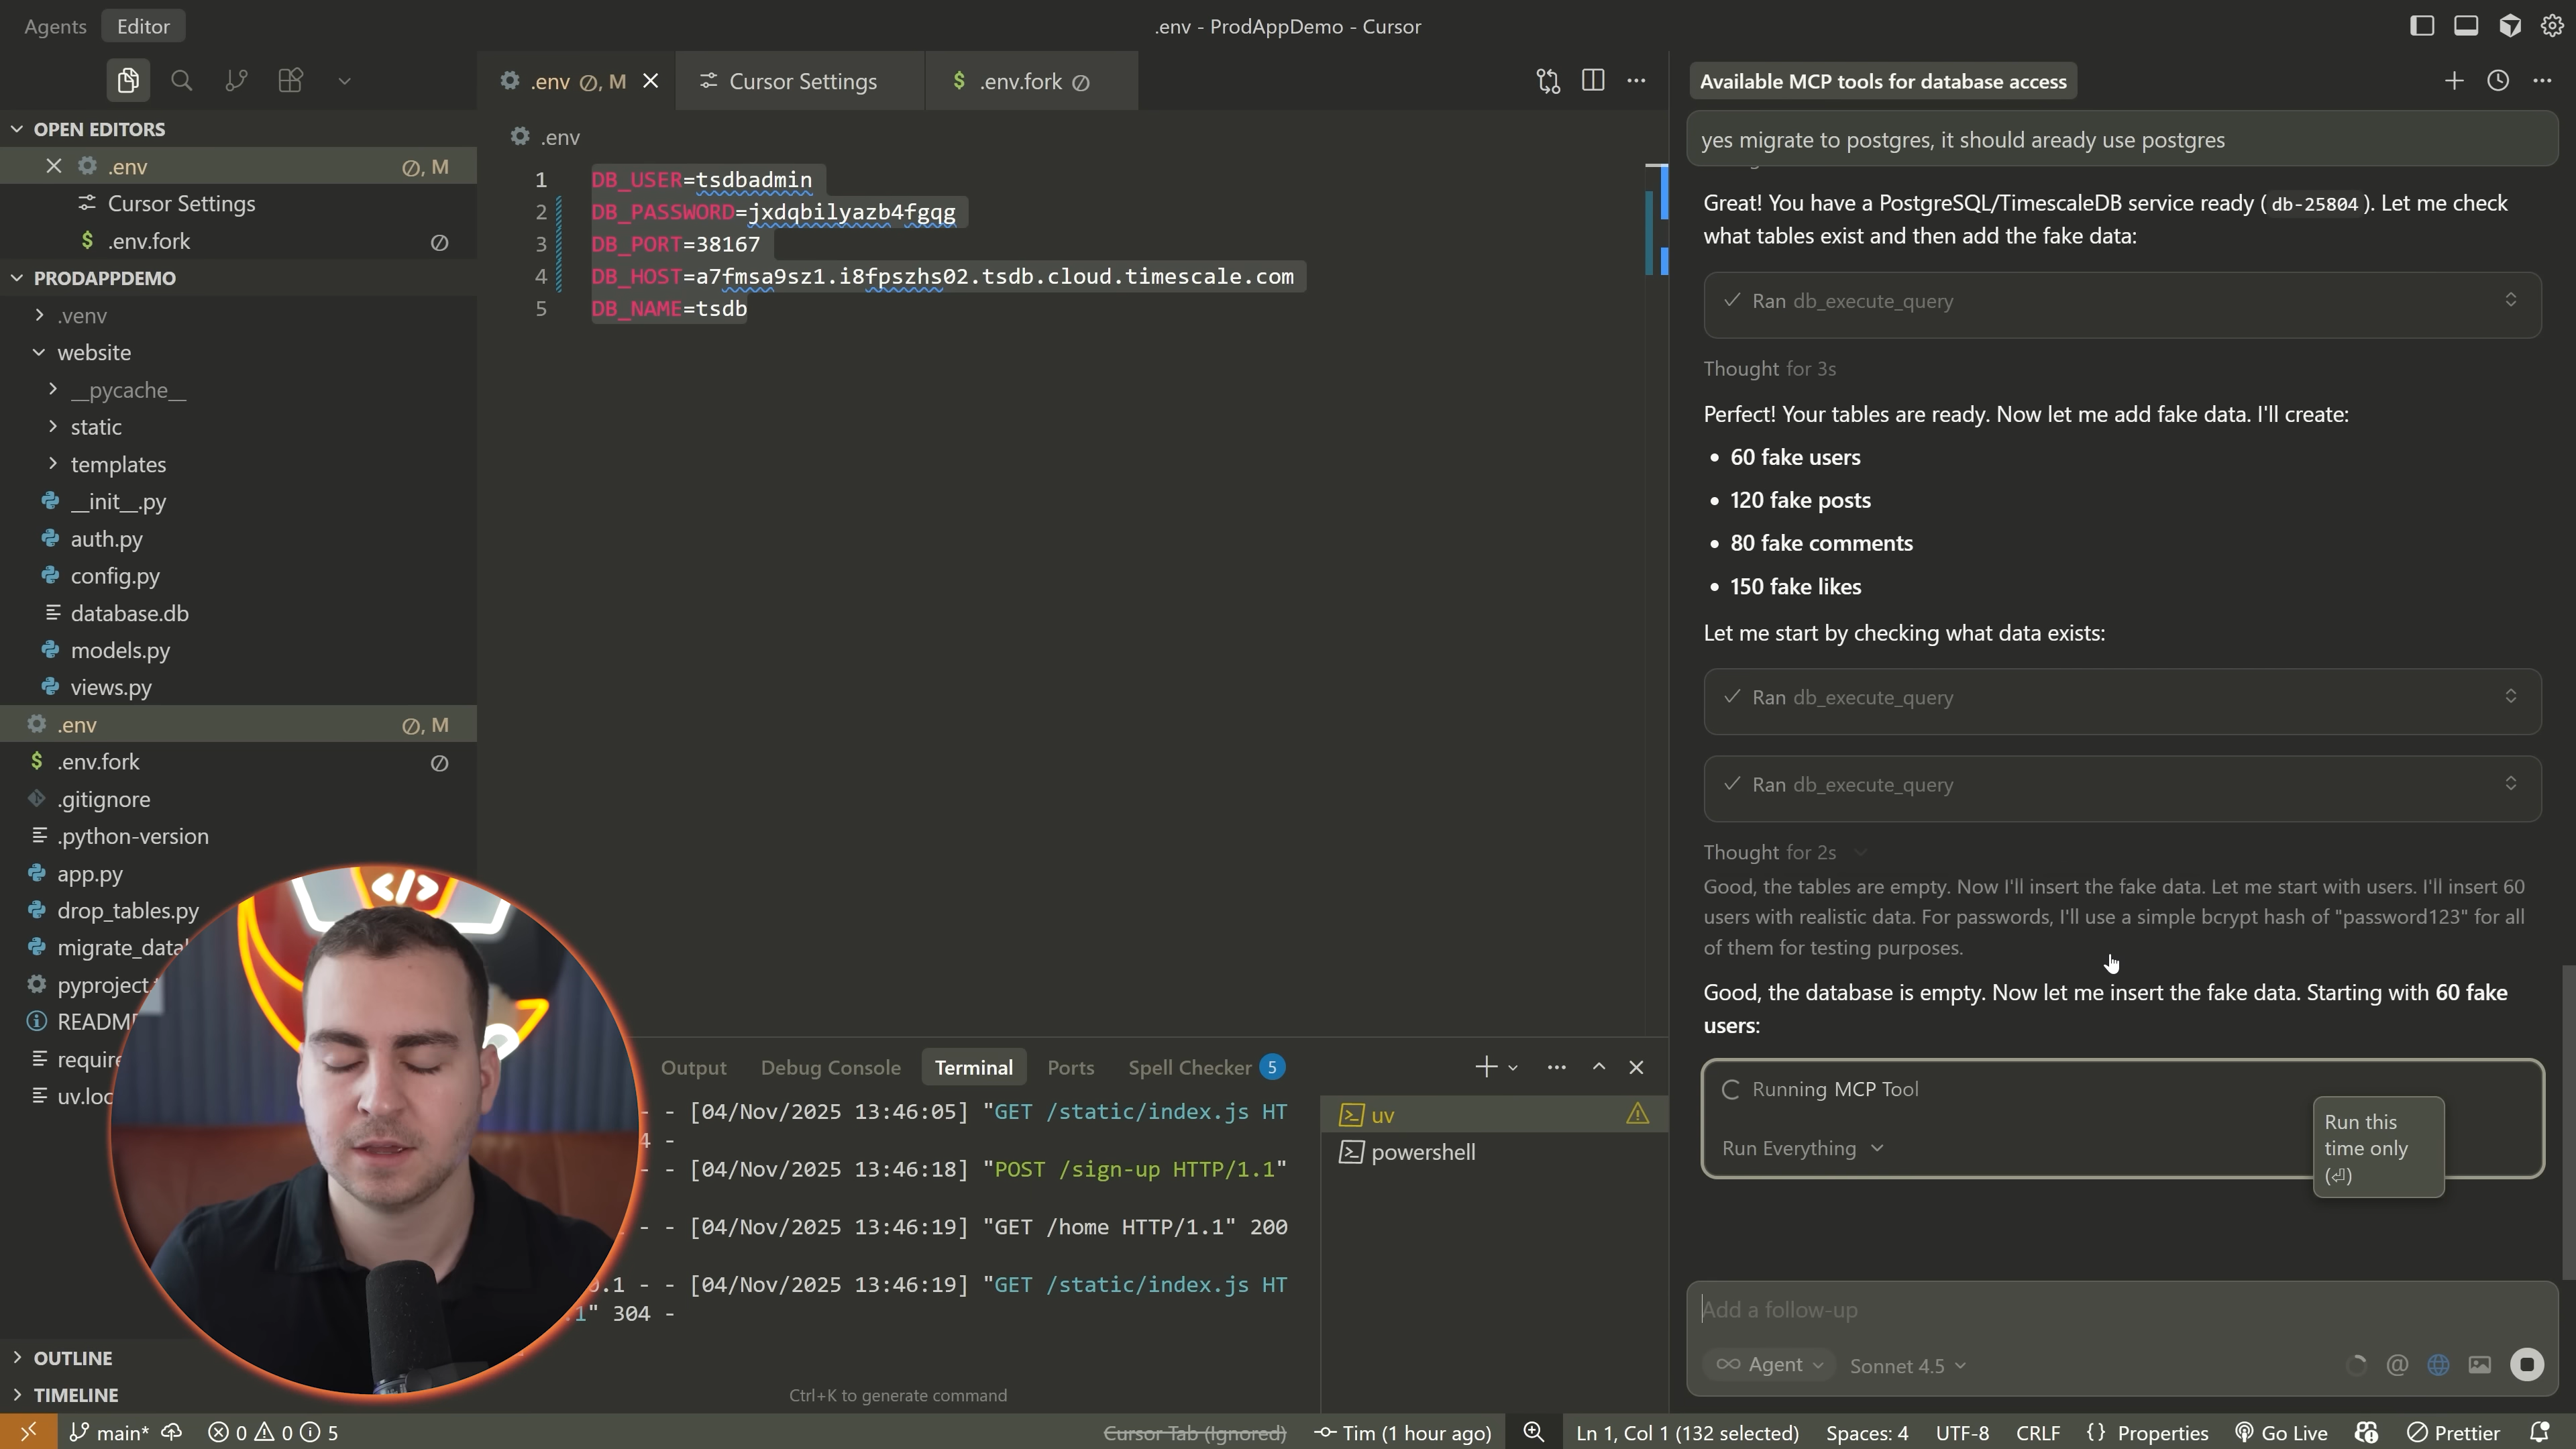 Agents
Editor
.env - ProdAppDemo - Cursor
OPEN EDITORS
.env
M
Cursor Settings
.env.fork
PRODAPPDEMO
.venv
website
__pycache__
static
templates
__init__.py
auth.py
config.py
database.db
models.py
views.py
.env
M
.env.fork
.gitignore
.python-version
app.py
drop_tables.py
OUTLINE
TIMELINE
.env
M
Cursor Settings
.env.fork
.env
1 DB_USER=tsdbadmin
2 DB_PASSWORD=jxdqbilyazb4fgqg
3 DB_PORT=38167
4 DB_HOST=a7fmsa9sz1.i8fpszhs02.tsdb.cloud.timescale.com
5 DB_NAME=tsdb
</>
Output
Debug Console
Terminal
Ports
Spell Checker 5
- - [04/Nov/2025 13:46:05] "GET /static/index.js HT
4 -
- - [04/Nov/2025 13:46:18] "POST /sign-up HTTP/1.1"
- - [04/Nov/2025 13:46:19] "GET /home HTTP/1.1" 200
0.1 - - [04/Nov/2025 13:46:19] "GET /static/index.js HT
.1" 304 -
Ctrl+K to generate command
uv
powershell
Available MCP tools for database access
yes migrate to postgres, it should aready use postgres
Great! You have a PostgreSQL/TimescaleDB service ready ( db-25804 ). Let me check
what tables exist and then add the fake data:
Ran db_execute_query
Thought for 3s
Perfect! Your tables are ready. Now let me add fake data. I'll create:
• 60 fake users
• 120 fake posts
• 80 fake comments
• 150 fake likes
Let me start by checking what data exists:
Ran db_execute_query
Ran db_execute_query
Thought for 2s
Good, the tables are empty. Now I'll insert the fake data. Let me start with users. I'll insert 60
users with realistic data. For passwords, I'll use a simple bcrypt hash of "password123" for all
of them for testing purposes.
Good, the database is empty. Now let me insert the fake data. Starting with 60 fake
users:
Running MCP Tool
Run Everything
Run this
time only
(⏎)
Add a follow-up
Agent
Sonnet 4.5
main*
0
0
5
Cursor Tab (Ignored)
Tim (1 hour ago)
Ln 1, Col 1 (132 selected)
Spaces: 4
UTF-8
CRLF
{} Properties
Go Live
Prettier